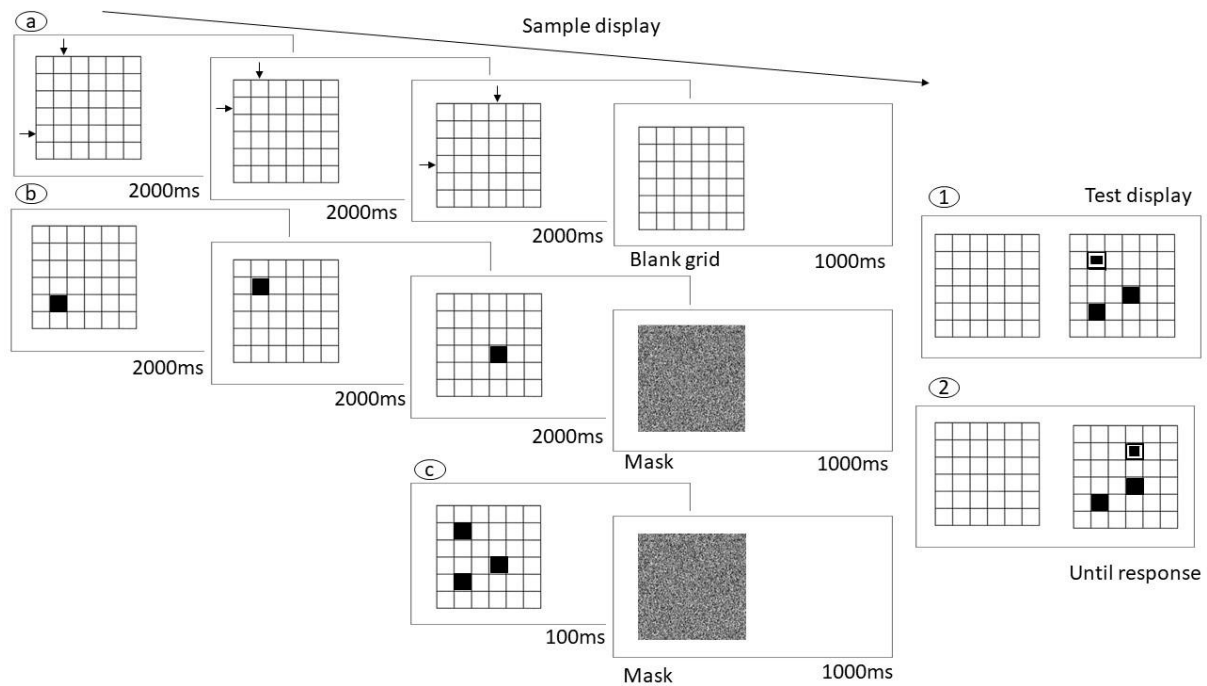 a
Sample display
2000ms
2000ms
2000ms
Blank grid
1000ms
b
2000ms
2000ms
2000ms
Mask
1000ms
c
100ms
Mask
1000ms
1
Test display
2
Until response